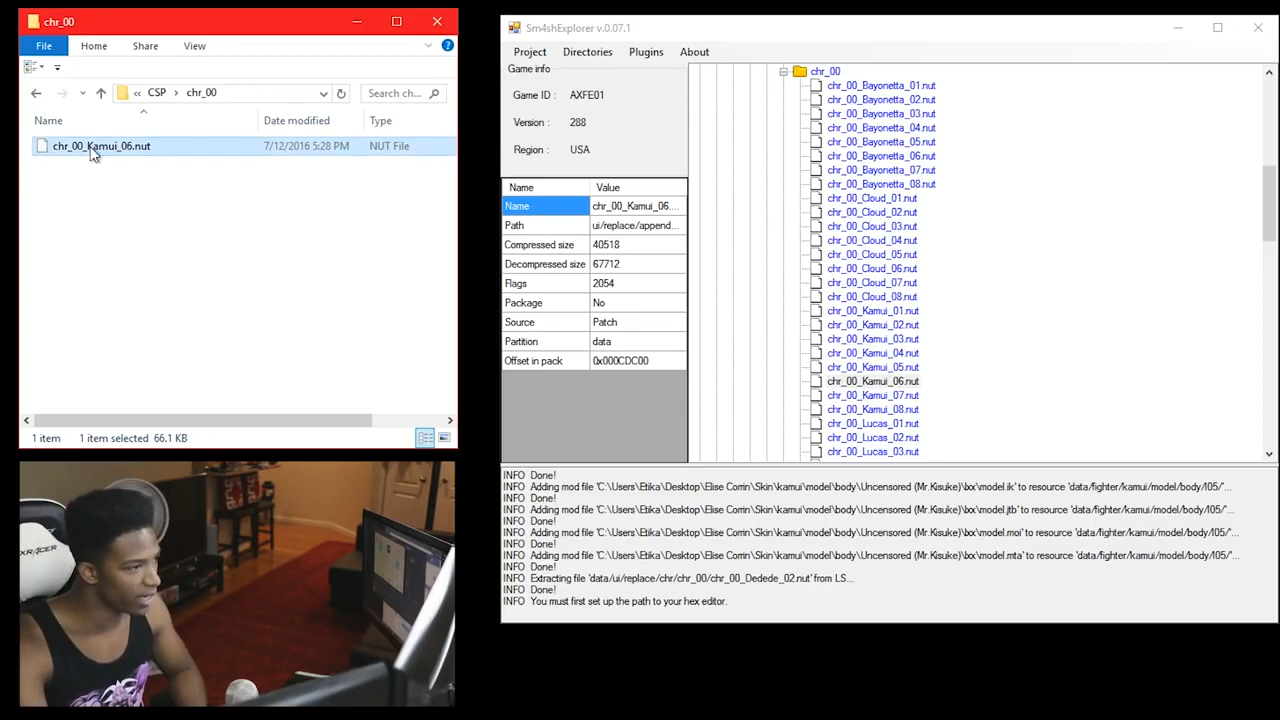 chr_00
File
Home
Share
View
« CSP › chr_00
Search ch...
Name
Date modified
Type
chr_00_Kamui_06.nut
7/12/2016 5:28 PM
NUT File
1 item
1 item selected 66.1 KB
Sm4shExplorer v.0.07.1
Project
Directories
Plugins
About
Game info
Game ID :
AXFE01
Version :
288
Region :
USA
Name
Value
Name
chr_00_Kamui_06....
Path
ui/replace/append...
Compressed size
40518
Decompressed size
67712
Flags
2054
Package
No
Source
Patch
Partition
data
Offset in pack
0x000CDC00
chr_00
chr_00_Bayonetta_01.nut
chr_00_Bayonetta_02.nut
chr_00_Bayonetta_03.nut
chr_00_Bayonetta_04.nut
chr_00_Bayonetta_05.nut
chr_00_Bayonetta_06.nut
chr_00_Bayonetta_07.nut
chr_00_Bayonetta_08.nut
chr_00_Cloud_01.nut
chr_00_Cloud_02.nut
chr_00_Cloud_03.nut
chr_00_Cloud_04.nut
chr_00_Cloud_05.nut
chr_00_Cloud_06.nut
chr_00_Cloud_07.nut
chr_00_Cloud_08.nut
chr_00_Kamui_01.nut
chr_00_Kamui_02.nut
chr_00_Kamui_03.nut
chr_00_Kamui_04.nut
chr_00_Kamui_05.nut
chr_00_Kamui_06.nut
chr_00_Kamui_07.nut
chr_00_Kamui_08.nut
chr_00_Lucas_01.nut
chr_00_Lucas_02.nut
chr_00_Lucas_03.nut
INFO Done!
INFO Adding mod file 'C:\Users\Etika\Desktop\Elise Corrin\Skin\kamui\model\body\Uncensored (Mr.Kisuke)\lxx\model.ik' to resource 'data/fighter/kamui/model/body/l05/'...
INFO Done!
INFO Adding mod file 'C:\Users\Etika\Desktop\Elise Corrin\Skin\kamui\model\body\Uncensored (Mr.Kisuke)\lxx\model.jtb' to resource 'data/fighter/kamui/model/body/l05/'...
INFO Done!
INFO Adding mod file 'C:\Users\Etika\Desktop\Elise Corrin\Skin\kamui\model\body\Uncensored (Mr.Kisuke)\lxx\model.moi' to resource 'data/fighter/kamui/model/body/l05/'...
INFO Done!
INFO Adding mod file 'C:\Users\Etika\Desktop\Elise Corrin\Skin\kamui\model\body\Uncensored (Mr.Kisuke)\lxx\model.mta' to resource 'data/fighter/kamui/model/body/l05/'...
INFO Done!
INFO Extracting file 'data/ui/replace/chr/chr_00/chr_00_Dedede_02.nut' from LS...
INFO Done!
INFO You must first set up the path to your hex editor.